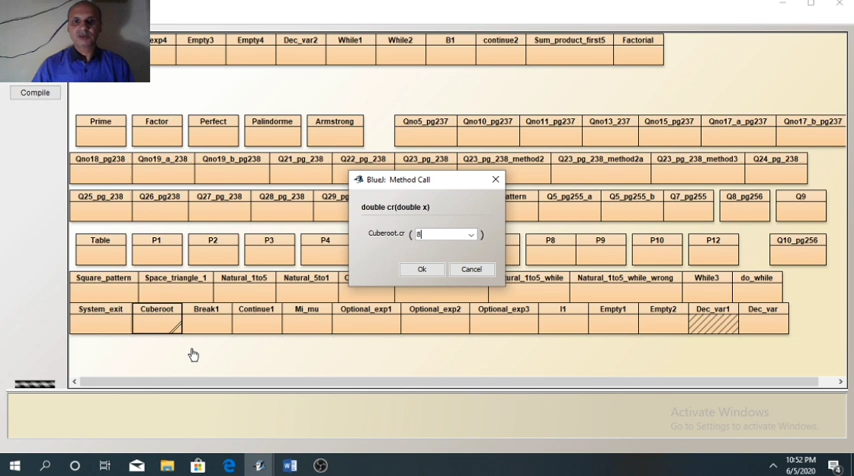 exp4 Empty3 Empty4 Dec_var2 While1 While2 B1 continue2 Sum_product_first5 Factorial
Compile
Prime Factor Perfect Palindorme Armstrong Qno5_pg237 Qno10_pg237 Qno11_pg237 Qno13_237 Qno15_pg237 Qno17_a_pg237 Qno17_b_pg237
Qno18_pg238 Qno19_a_238 Qno19_b_pg238 Q21_pg_238 Q22_pg_238 Q23_pg_238 Q23_pg_238_method2 Q23_pg_238_method2a Q23_pg_238_method3 Q24_pg_238
BlueJ: Method Call
Q25_pg_238 Q26_pg238 Q27_pg_238 Q28_pg_238 Q29_p attern Q5_pg255_a Q5_pg255_b Q7_pg255 Q8_pg256 Q9
double cr(double x)
Cuberoot.cr ( 8 )
Table P1 P2 P3 P4 P8 P9 P10 P12 Q10_pg256
Ok Cancel
Square_pattern Space_triangle_1 Natural_1to5 Natural_5to1 rn_1to5_while Natural_1to5_while_wrong While3 do_while
System_exit Cuberoot Break1 Continue1 Mi_mu Optional_exp1 Optional_exp2 Optional_exp3 I1 Empty1 Empty2 Dec_var1 Dec_var
Activate Windows
Go to Settings to activate Windows.
10:52 PM
6/5/2020